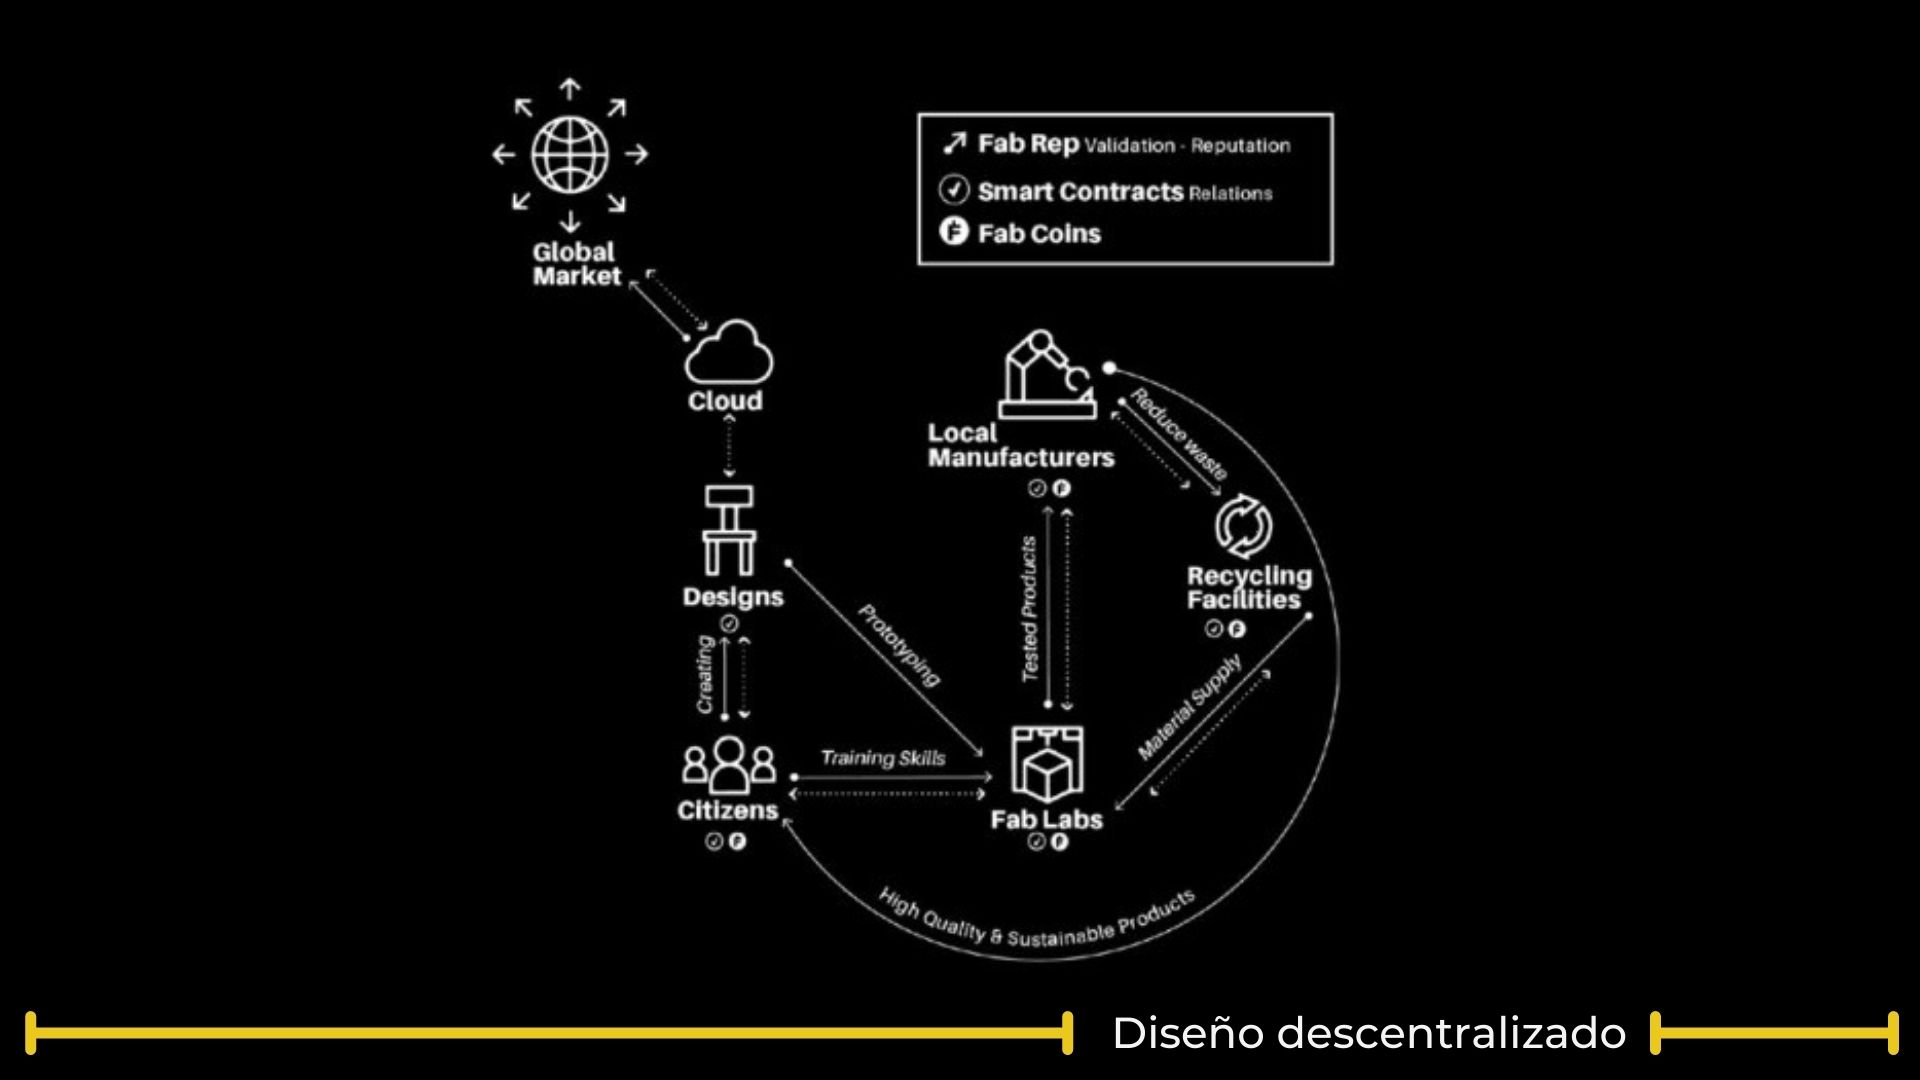 Fab Rep Validation - Reputation
Smart Contracts Relations
Fab Coins
Global
Market
Cloud
Local
Manufacturers
Reduce waste
Designs
Recycling
Facilities
Prototyping
Tested Products
Creating
Material Supply
Training Skills
Citizens
Fab Labs
High Quality & Sustainable Products
Diseño descentralizado